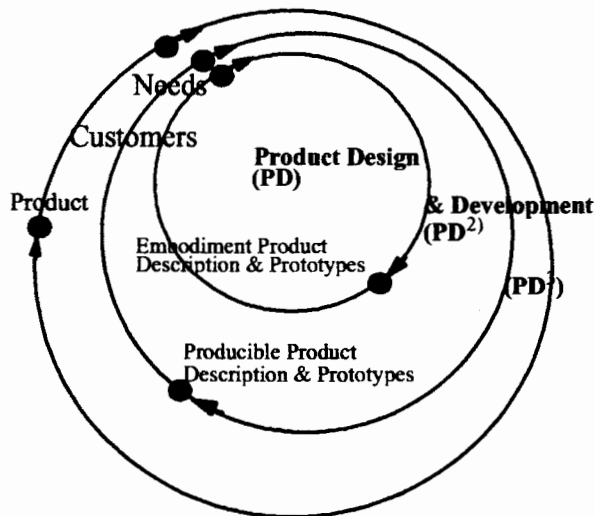 Needs
Customers
Product Design
(PD)
Product
& Development
(PD²)
Embodiment Product
Description & Prototypes
Producible Product
Description & Prototypes